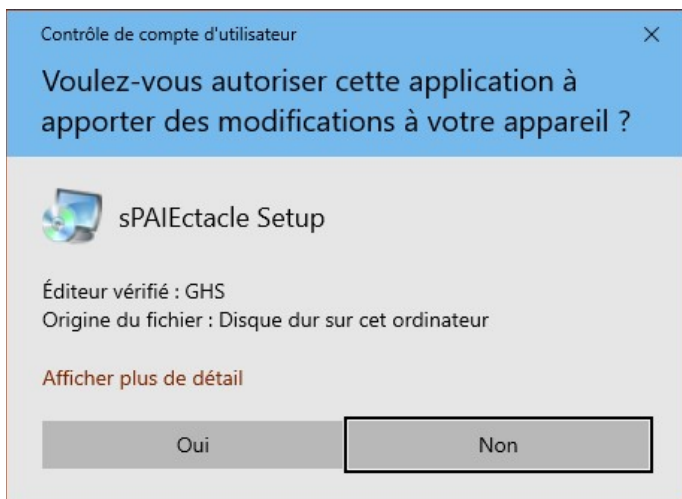 Contrôle de compte d'utilisateur
Voulez-vous autoriser cette application à
apporter des modifications à votre appareil ?
sPAIEctacle Setup
Éditeur vérifié : GHS
Origine du fichier : Disque dur sur cet ordinateur
Afficher plus de détail
Oui
Non